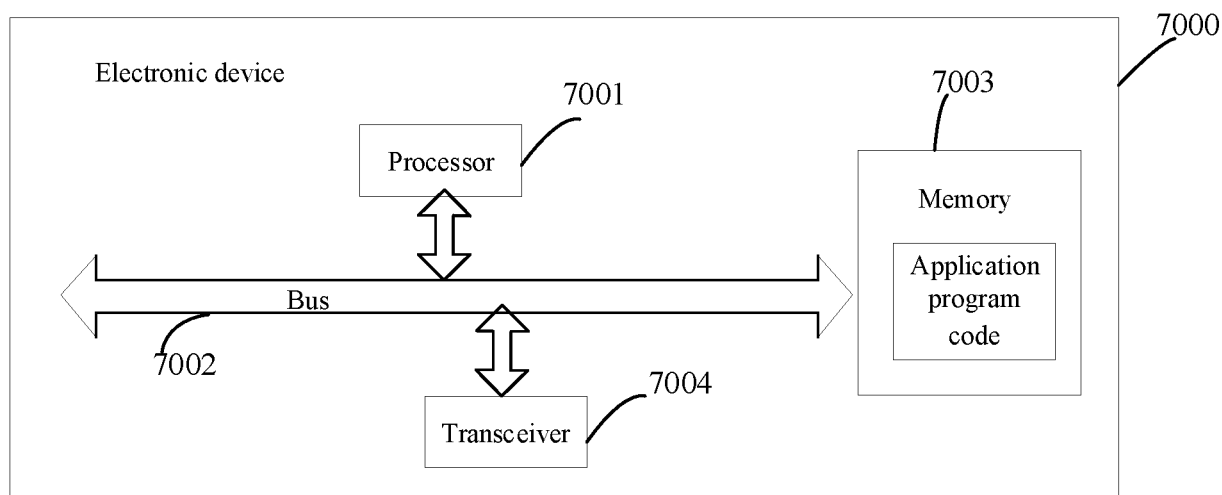 7000
Electronic device
7001
7003
Processor
Memory
Application
program
code
Bus
7002
7004
Transceiver